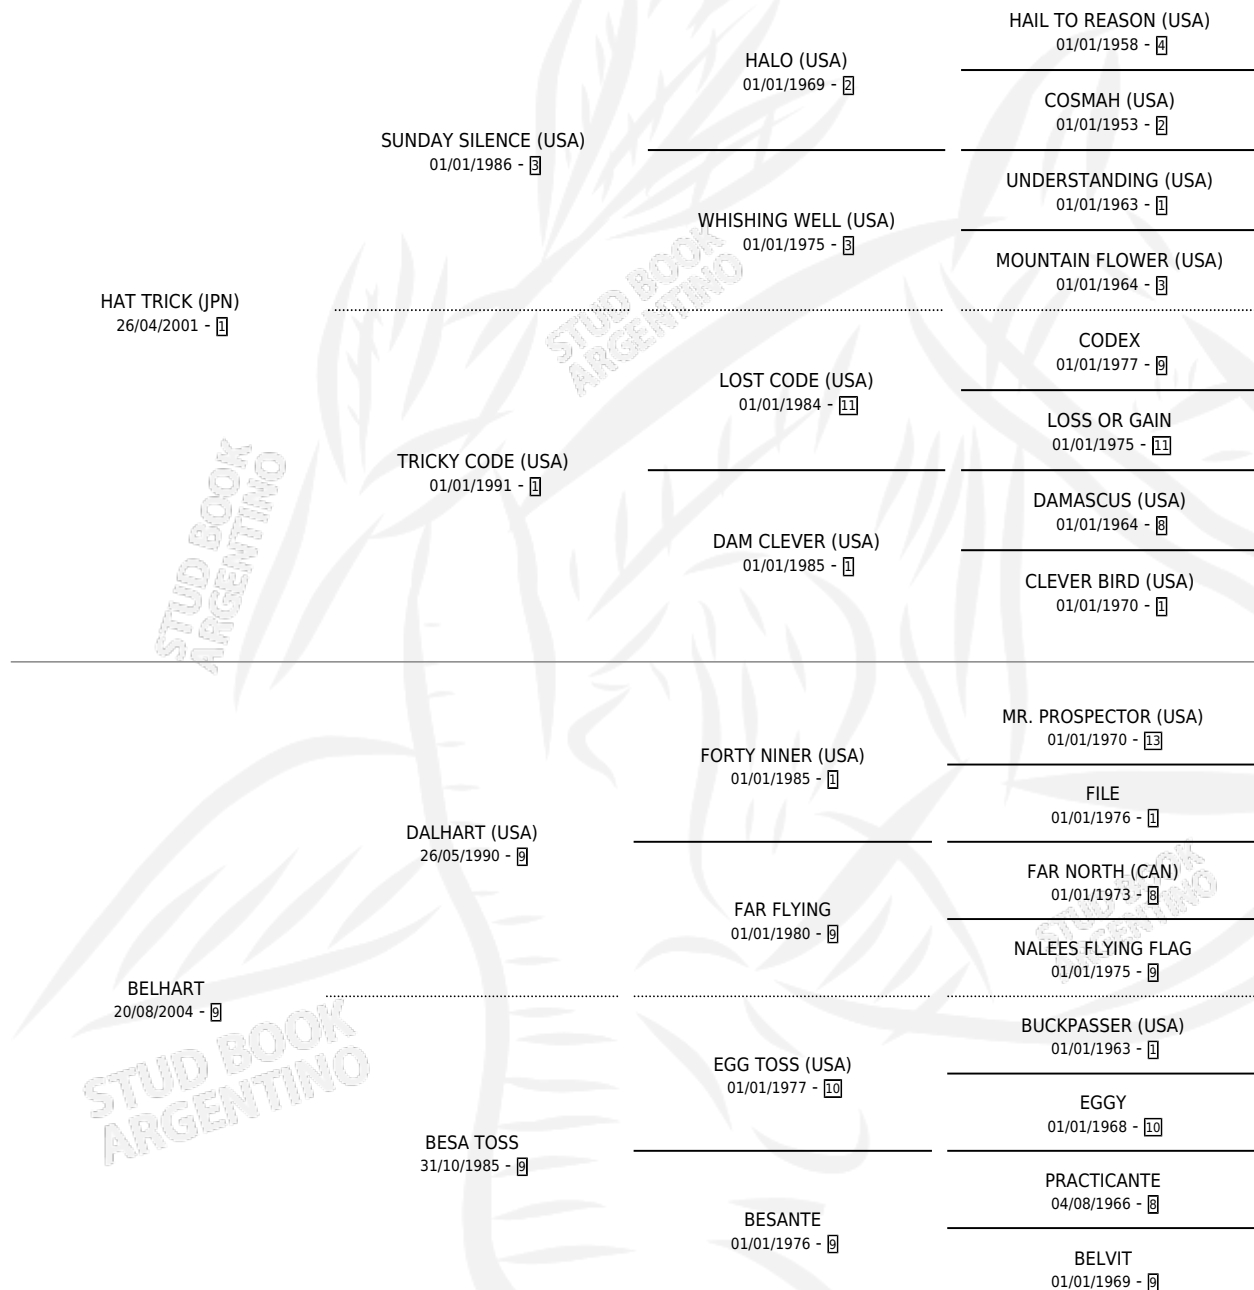 HAIL TO REASON (USA)
01/01/1958 - 4
HALO (USA)
01/01/1969 - 2
COSMAH (USA)
01/01/1953 - 2
SUNDAY SILENCE (USA)
01/01/1986 - 3
UNDERSTANDING (USA)
01/01/1963 - 1
WHISHING WELL (USA)
01/01/1975 - 3
MOUNTAIN FLOWER (USA)
01/01/1964 - 3
HAT TRICK (JPN)
26/04/2001 - 1
STUD BOOK
ARGENTINO
CODEX
01/01/1977 - 9
LOST CODE (USA)
01/01/1984 - 11
LOSS OR GAIN
01/01/1975 - 11
TRICKY CODE (USA)
01/01/1991 - 1
DAMASCUS (USA)
01/01/1964 - 8
DAM CLEVER (USA)
01/01/1985 - 1
CLEVER BIRD (USA)
01/01/1970 - 1
STUD BOOK
ARGENTINO
MR. PROSPECTOR (USA)
01/01/1970 - 13
FORTY NINER (USA)
01/01/1985 - 1
FILE
01/01/1976 - 1
DALHART (USA)
26/05/1990 - 9
FAR NORTH (CAN)
01/01/1973 - 8
FAR FLYING
01/01/1980 - 9
NALEES FLYING FLAG
01/01/1975 - 9
STUD BOOK
ARGENTINO
BELHART
20/08/2004 - 9
BUCKPASSER (USA)
01/01/1963 - 1
EGG TOSS (USA)
01/01/1977 - 10
EGGY
01/01/1968 - 10
BESA TOSS
31/10/1985 - 9
PRACTICANTE
04/08/1966 - 8
BESANTE
01/01/1976 - 9
BELVIT
01/01/1969 - 9
STUD BOOK
ARGENTINO